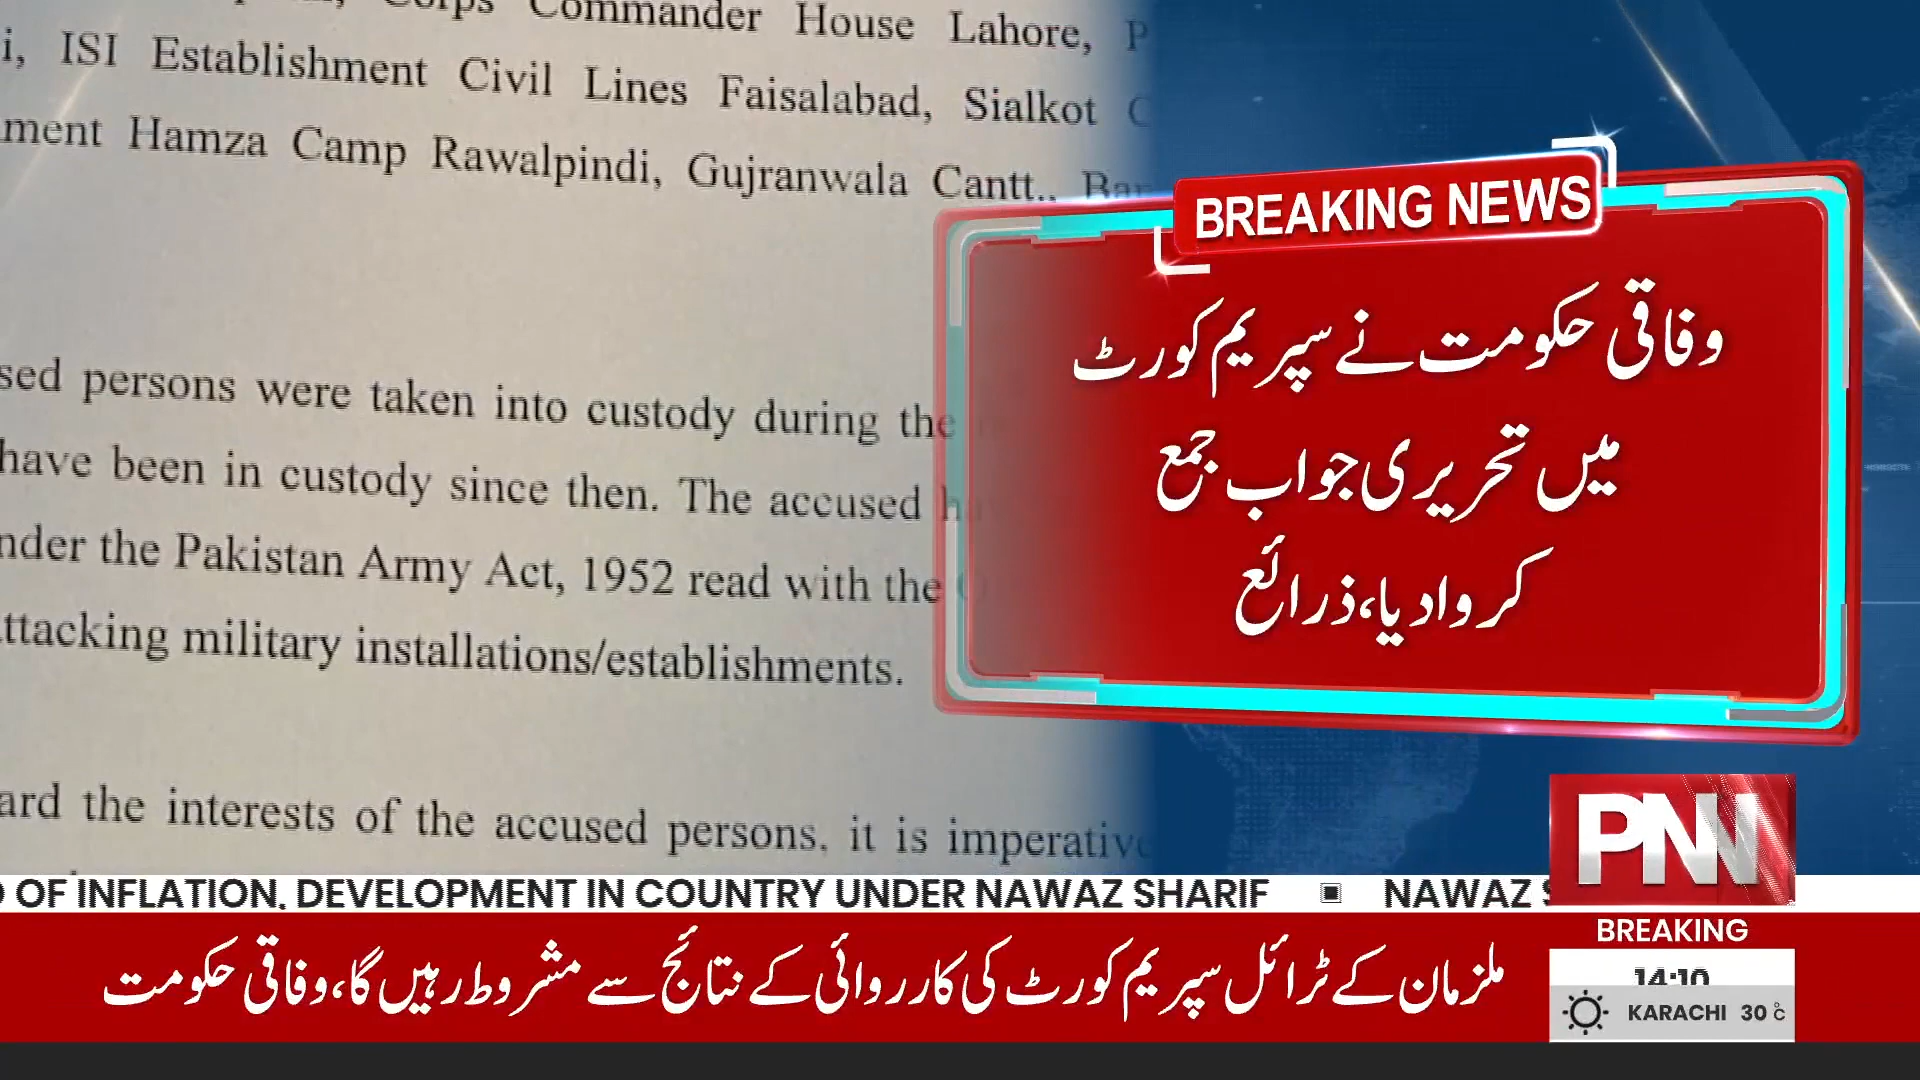 Corps Commander House Lahore,
i, ISI Establishment Civil Lines Faisalabad, Sialkot
ment Hamza Camp Rawalpindi, Gujranwala Cantt.,
sed persons were taken into custody during the
have been in custody since then. The accused
nder the Pakistan Army Act, 1952 read with the
ttacking military installations/establishments.
ard the interests of the accused persons, it is imperative
BREAKING NEWS
وفاقی حکومت نے سپریم کورٹ
میں تحریری جواب جمع
کروادیا، ذرائع
PNN
OF INFLATION, DEVELOPMENT IN COUNTRY UNDER NAWAZ SHARIF ▣ NAWAZ
BREAKING
ملزمان کے ٹرائل سپریم کورٹ کی کارروائی کے نتائج سے مشروط رہیں گا، وفاقی حکومت
14:10
KARACHI 30°C